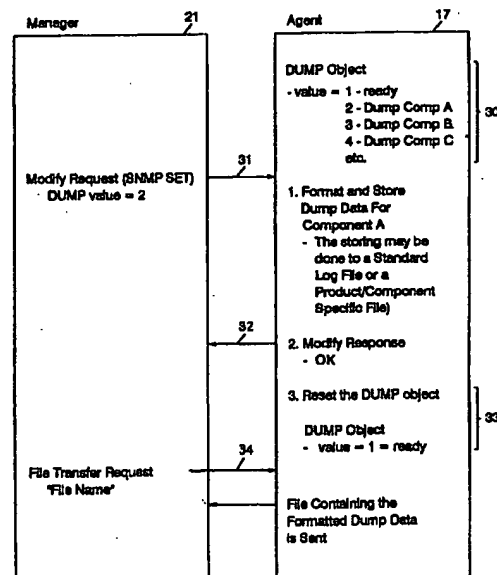 Manager
21
Agent
17
DUMP Object
- value = 1 - ready
2 - Dump Comp A
3 - Dump Comp B.
4 - Dump Comp C
etc.
30
31
Modify Request (SNMP SET)
DUMP value = 2
1. Format and Store
Dump Data For
Component A
- The storing may be
done to a Standard
Log File or a
Product/Component
Specific File)
32
2. Modify Response
- OK
3. Reset the DUMP object
33
DUMP Object
- value = 1 = ready
34
File Transfer Request
"File Name"
File Containing the
Formatted Dump Data
is Sent